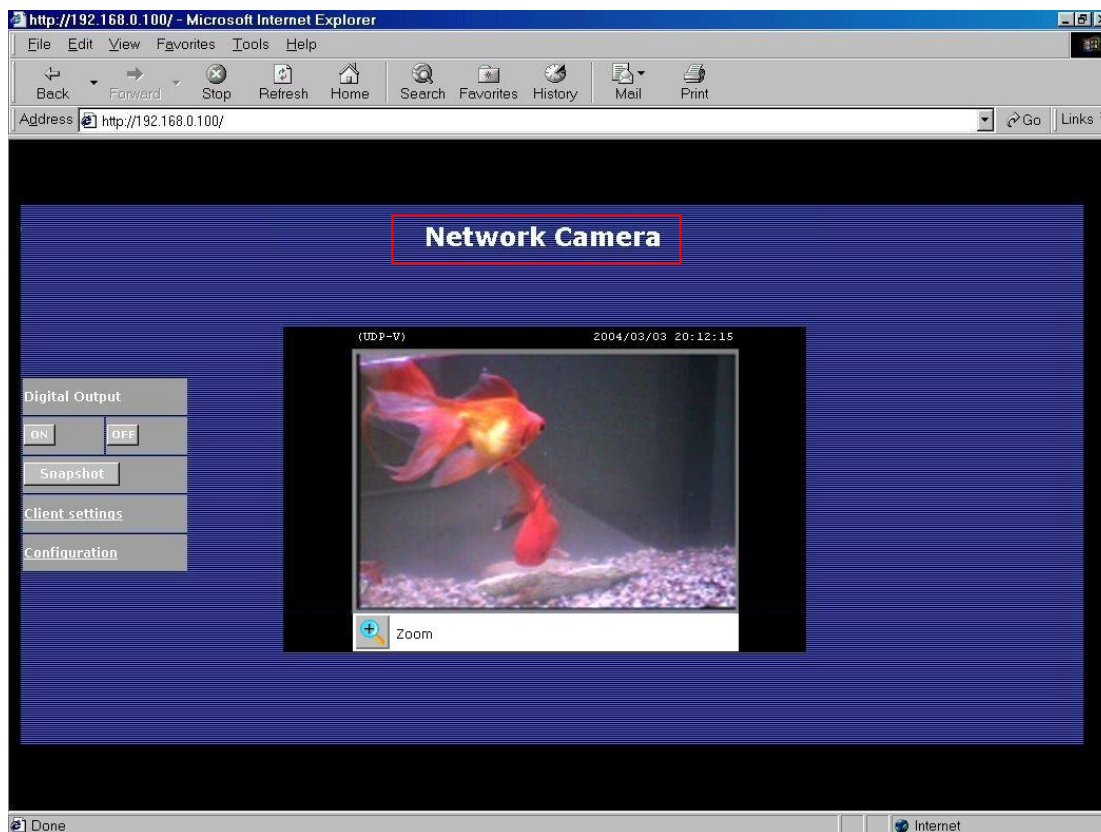 http://192.168.0.100/ - Microsoft Internet Explorer
File Edit View Favorites Tools Help
Back Forward Stop Refresh Home Search Favorites History Mail Print
Address http://192.168.0.100/ Go Links
Network Camera
(UDP-V) 2004/03/03 20:12:15
Digital Output
ON OFF
Snapshot
Client settings
Configuration
Zoom
Done Internet